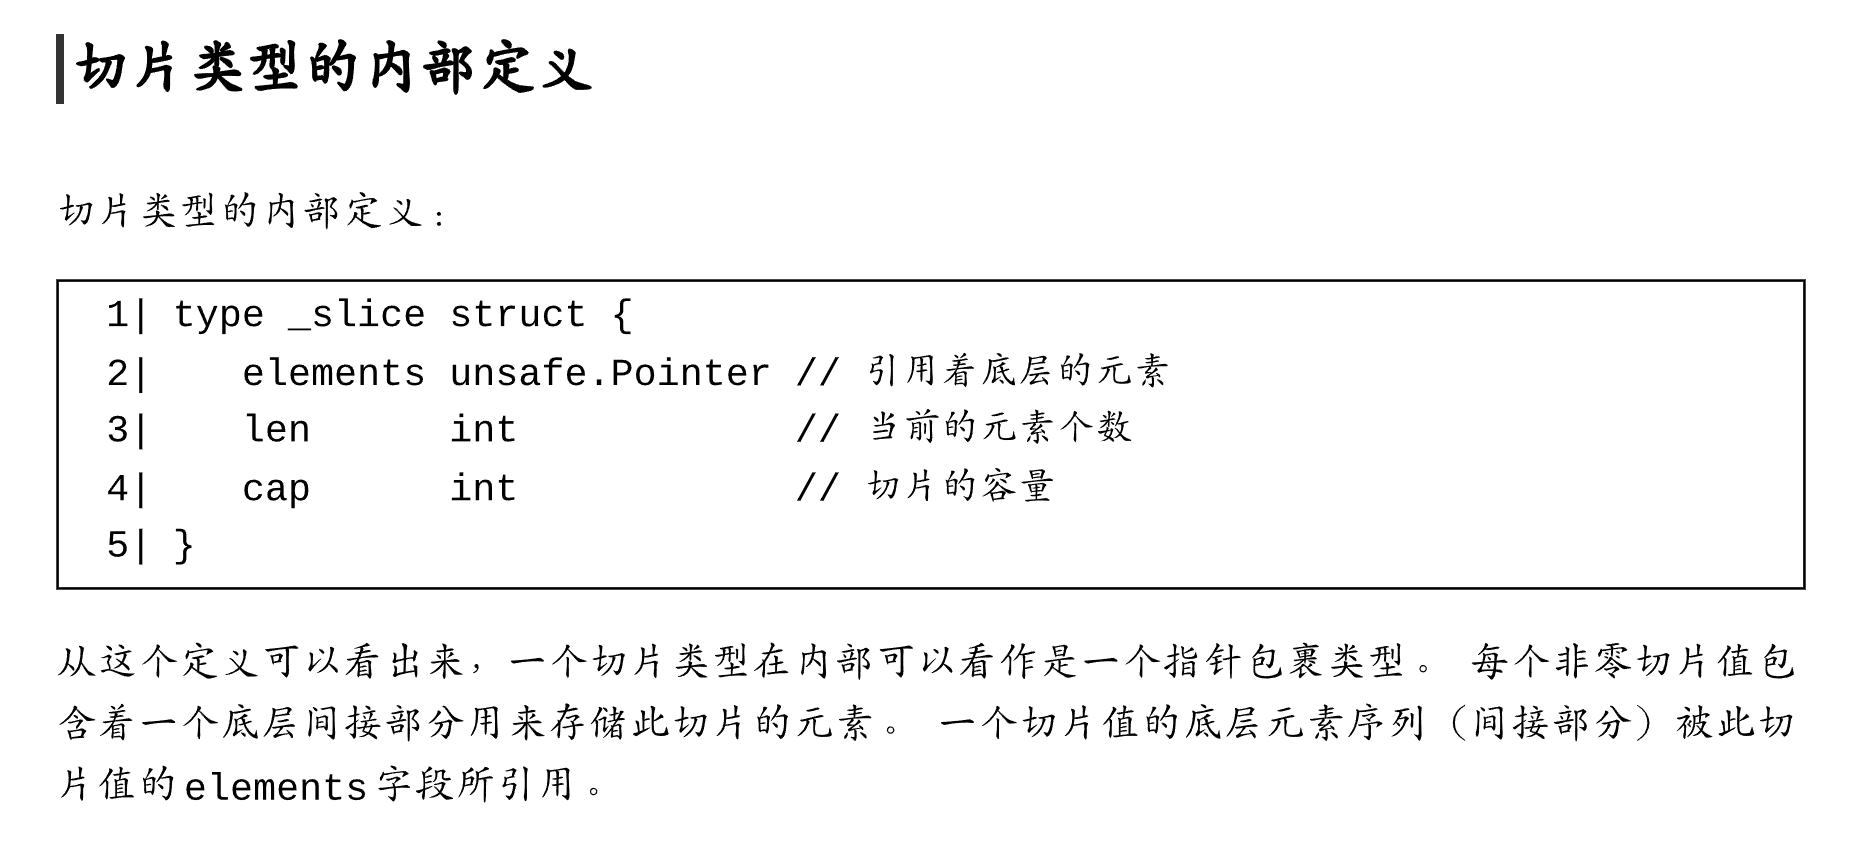 切片类型的内部定义
切片类型的内部定义：
1| type _slice struct {
2|    elements unsafe.Pointer // 引用着底层的元素
3|    len      int            // 当前的元素个数
4|    cap      int            // 切片的容量
5| }
从这个定义可以看出来，一个切片类型在内部可以看作是一个指针包裹类型。 每个非零切片值包
含着一个底层间接部分用来存储此切片的元素。 一个切片值的底层元素序列（间接部分）被此切
片值的elements字段所引用。